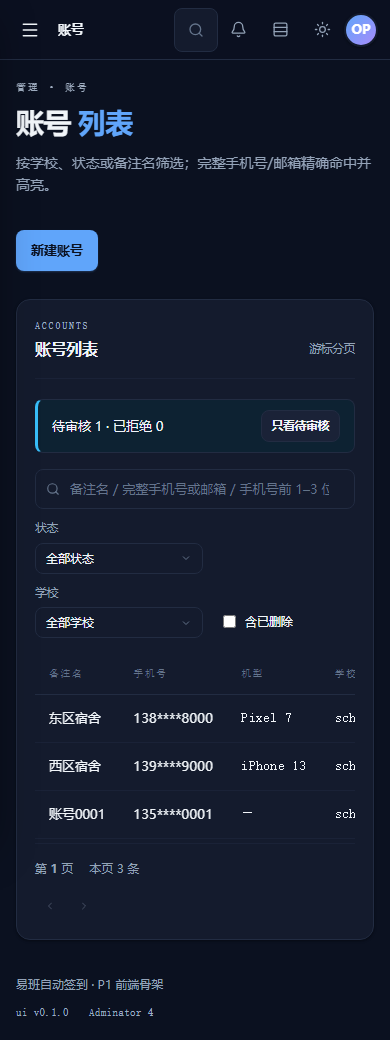 账号
OP
管理 · 账号
账号 列表
按学校、状态或备注名筛选；完整手机号/邮箱精确命中并
高亮。
新建账号
ACCOUNTS
账号列表
游标分页
待审核 1 · 已拒绝 0
只看待审核
备注名 / 完整手机号或邮箱 / 手机号前 1–3 位
状态
全部状态
学校
全部学校
含已删除
备注名 手机号 机型 学校
东区宿舍 138****8000 Pixel 7 sch
西区宿舍 139****9000 iPhone 13 sch
账号0001 135****0001 — sch
第 1 页 本页 3 条
易班自动签到 · P1 前端骨架
ui v0.1.0 Adminator 4